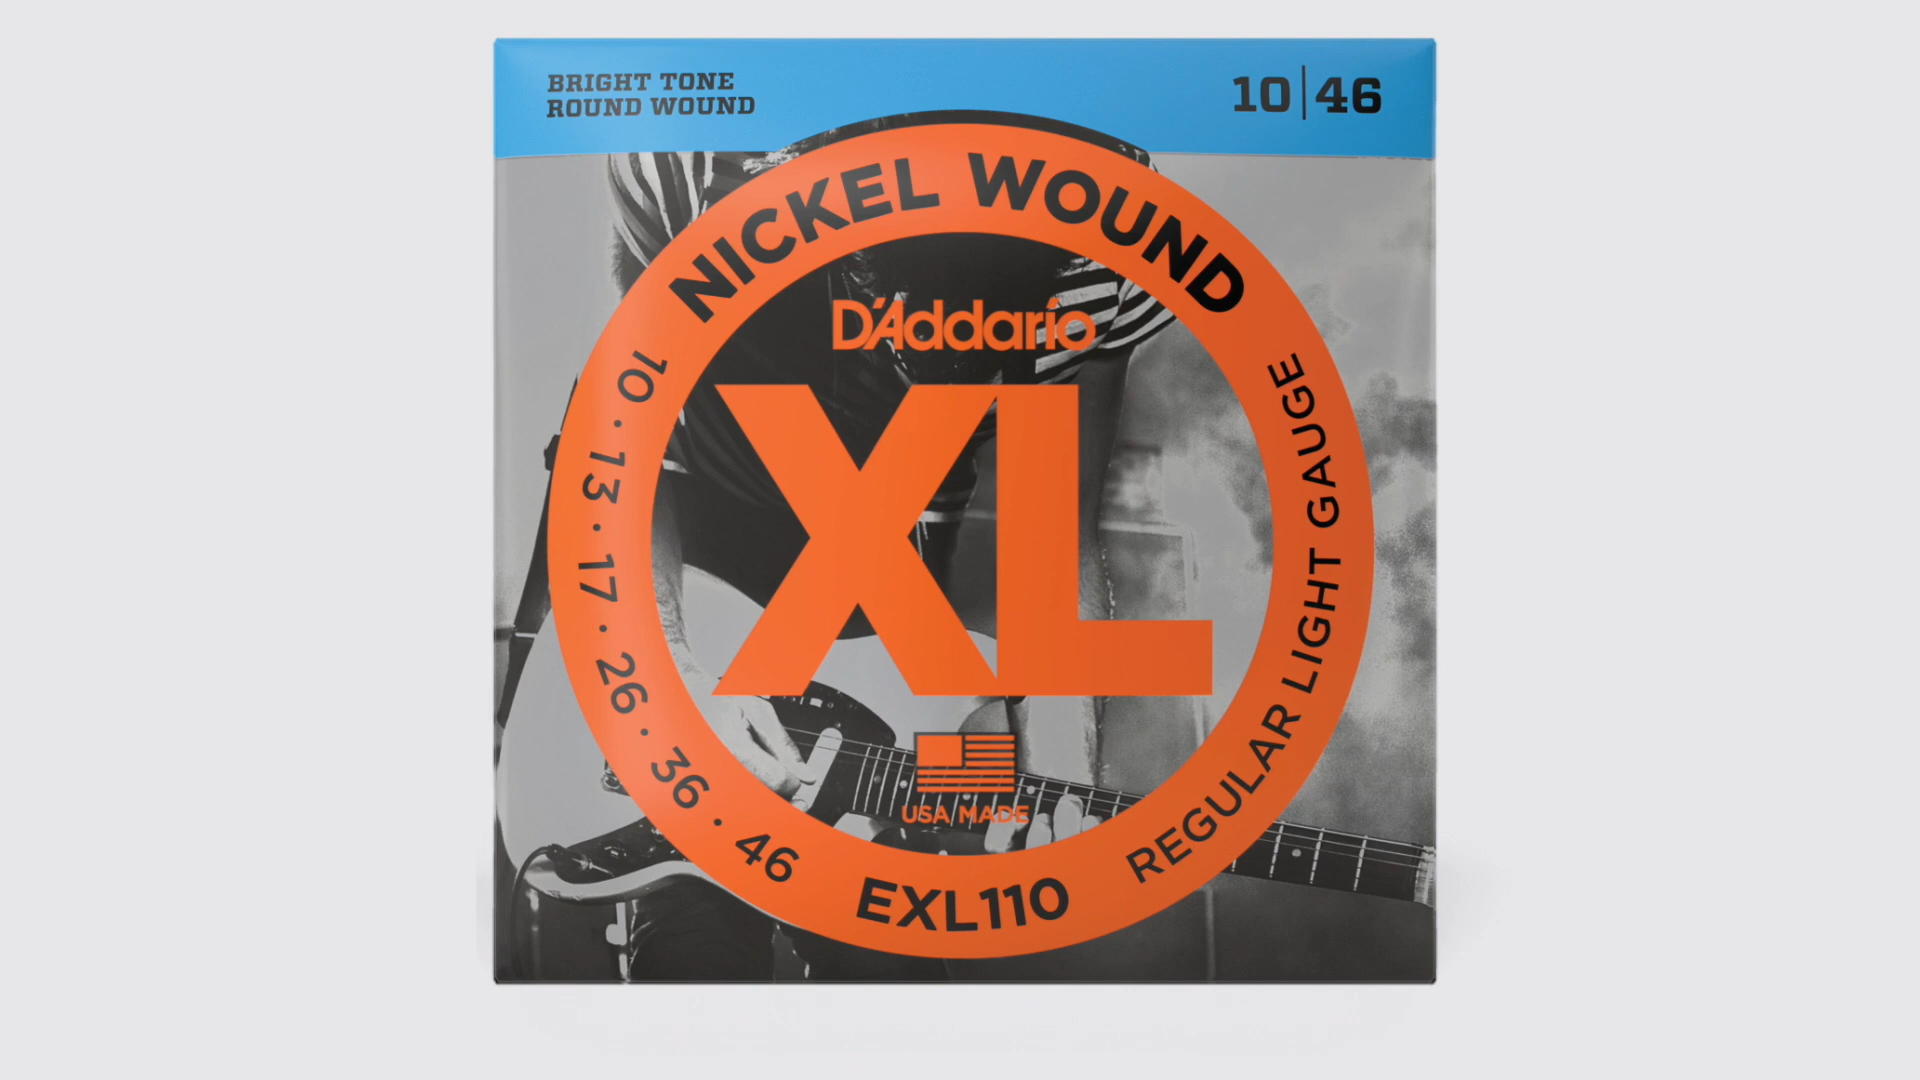 BRIGHT TONE
ROUND WOUND
10|46
NICKEL WOUND
D'Addario
XL
USA MADE
10 · 13 · 17 · 26 · 36 · 46
EXL110
REGULAR LIGHT GAUGE